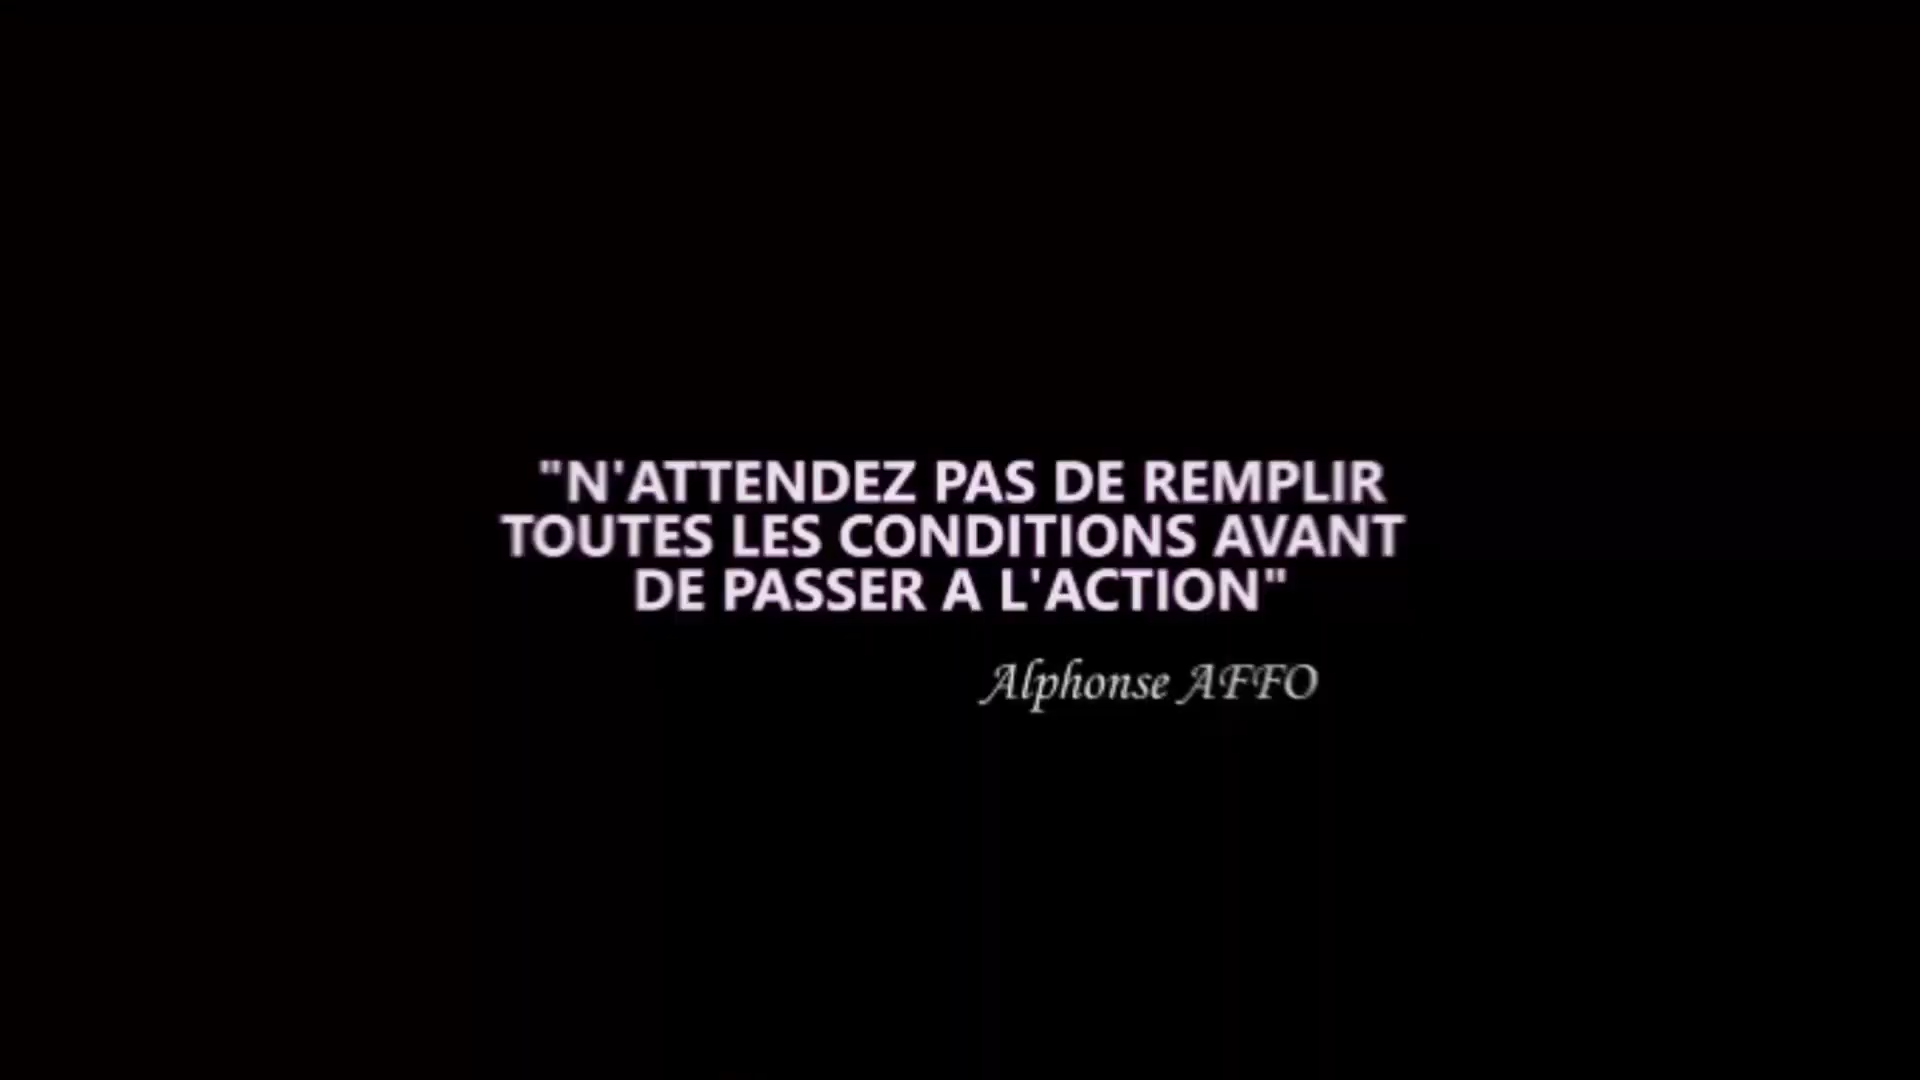 "N'ATTENDEZ PAS DE REMPLIR
TOUTES LES CONDITIONS AVANT
DE PASSER A L'ACTION"
Alphonse AFFO